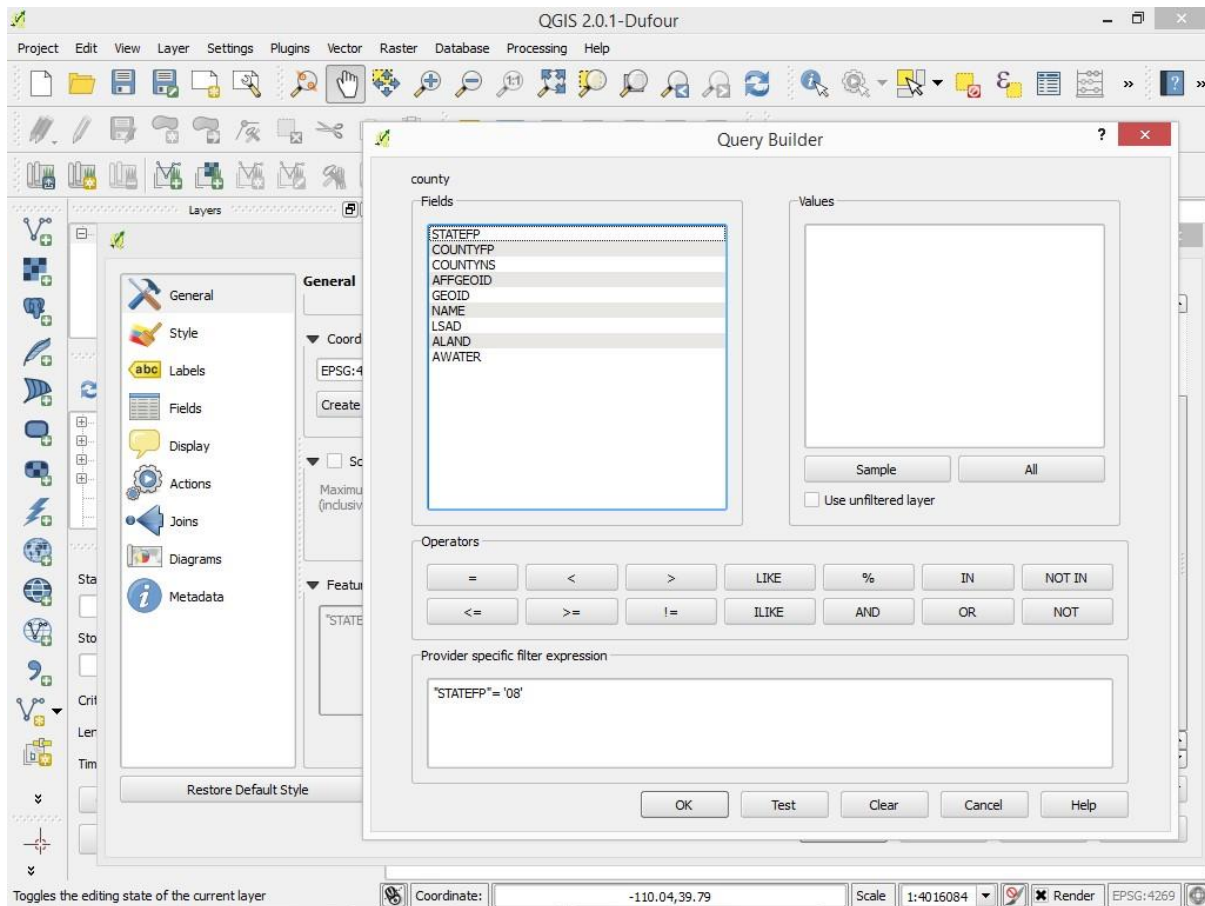 QGIS 2.0.1-Dufour
Project Edit View Layer Settings Plugins Vector Raster Database Processing Help
Query Builder
?
county
Layers
Fields
Values
STATEFP
COUNTYFP
COUNTYNS
AFFGEOID
GEOID
NAME
LSAD
ALAND
AWATER
General
Style
abc Labels
Fields
Display
Actions
Joins
Diagrams
Metadata
General
Coord
EPSG:4
Create
Sc
Maximu
(inclusiv
Featur
"STATE
Sample All
Use unfiltered layer
Operators
= < > LIKE % IN NOT IN
<= >= != ILIKE AND OR NOT
Provider specific filter expression
"STATEFP"= '08'
Sta
Sto
Crit
Ler
Tim
Restore Default Style
OK Test Clear Cancel Help
Toggles the editing state of the current layer
Coordinate: -110.04,39.79 Scale 1:4016084 Render EPSG:4269